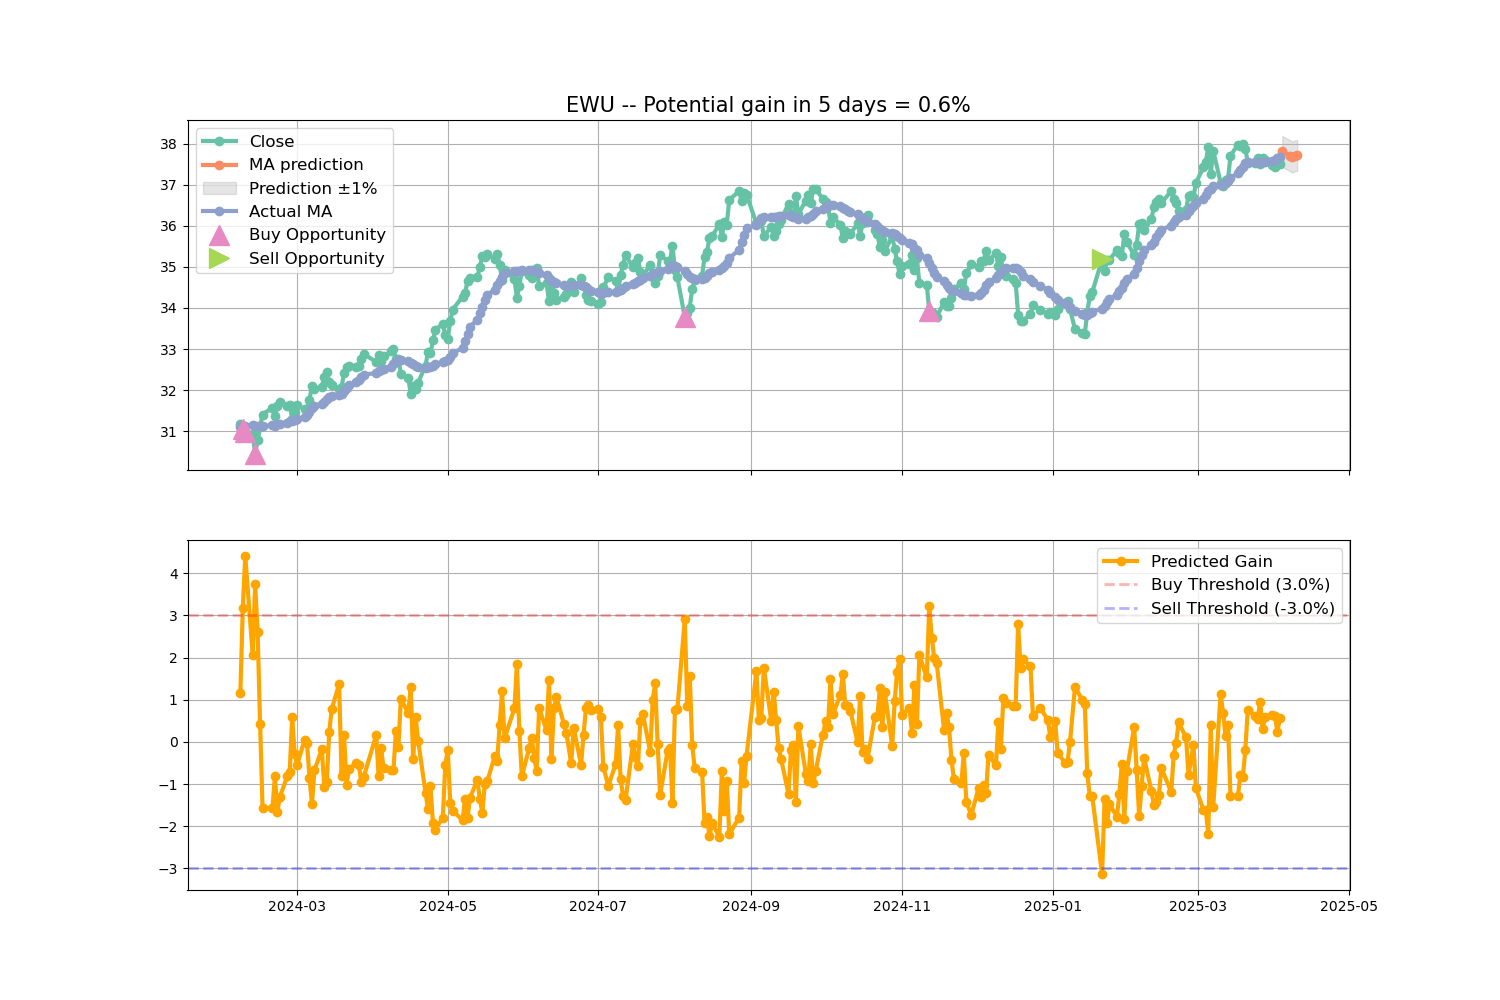 EWU -- Potential gain in 5 days = 0.6%
Close
MA prediction
Prediction ±1%
Actual MA
Buy Opportunity
Sell Opportunity
38
37
36
35
34
33
32
31
Predicted Gain
Buy Threshold (3.0%)
Sell Threshold (-3.0%)
4
3
2
1
0
−1
−2
−3
2024-03 2024-05 2024-07 2024-09 2024-11 2025-01 2025-03 2025-05